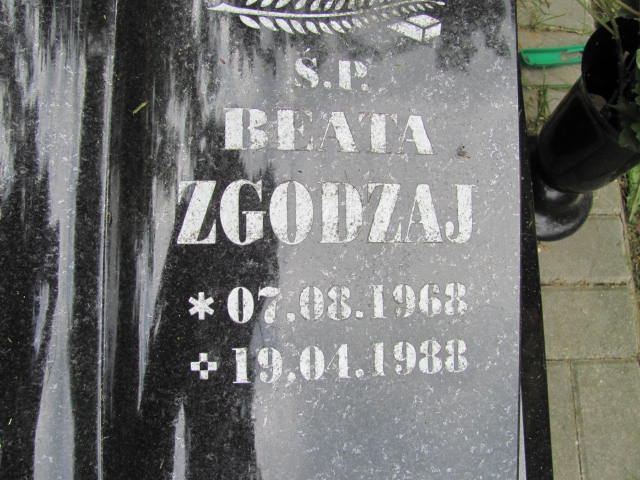 Ś.P.
BEATA
ZGODZAJ
* 07.08.1968
✣ 19.04.1988